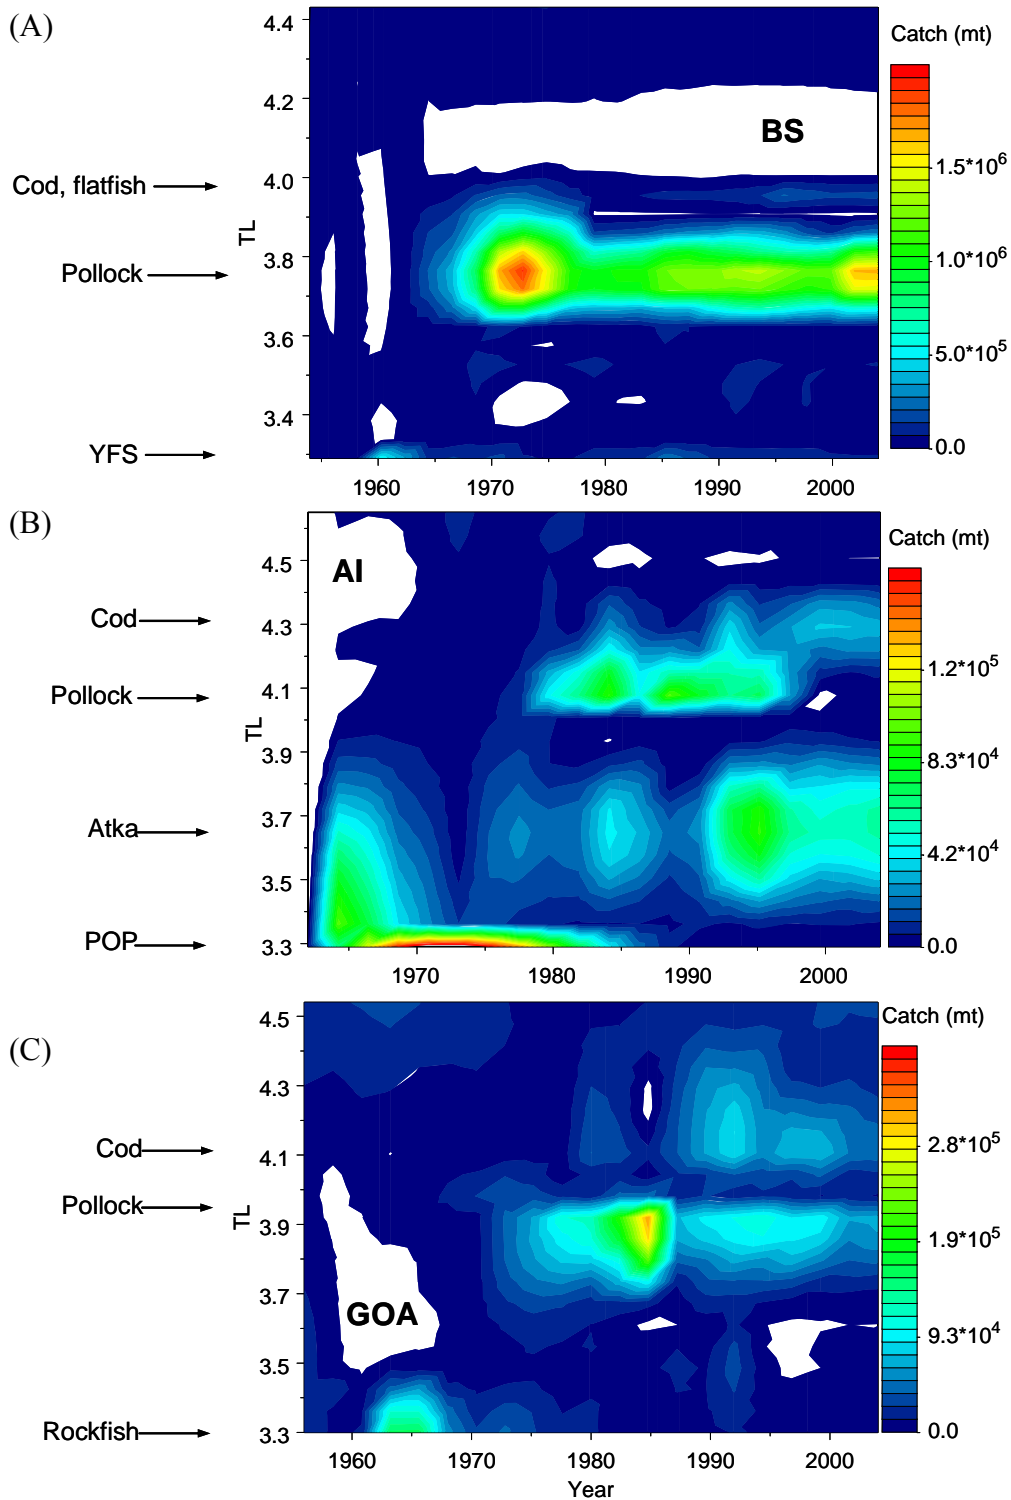 (A)
4.4
4.2
4.0
3.8
3.6
3.4
TL
Cod, flatfish
Pollock
YFS
BS
1960 1970 1980 1990 2000
Catch (mt)
1.5*10^6
1.0*10^6
5.0*10^5
0.0
(B)
4.5
4.3
4.1
3.9
3.7
3.5
3.3
TL
Cod
Pollock
Atka
POP
AI
1970 1980 1990 2000
Catch (mt)
1.2*10^5
8.3*10^4
4.2*10^4
0.0
(C)
4.5
4.3
4.1
3.9
3.7
3.5
3.3
TL
Cod
Pollock
Rockfish
GOA
1960 1970 1980 1990 2000
Year
Catch (mt)
2.8*10^5
1.9*10^5
9.3*10^4
0.0